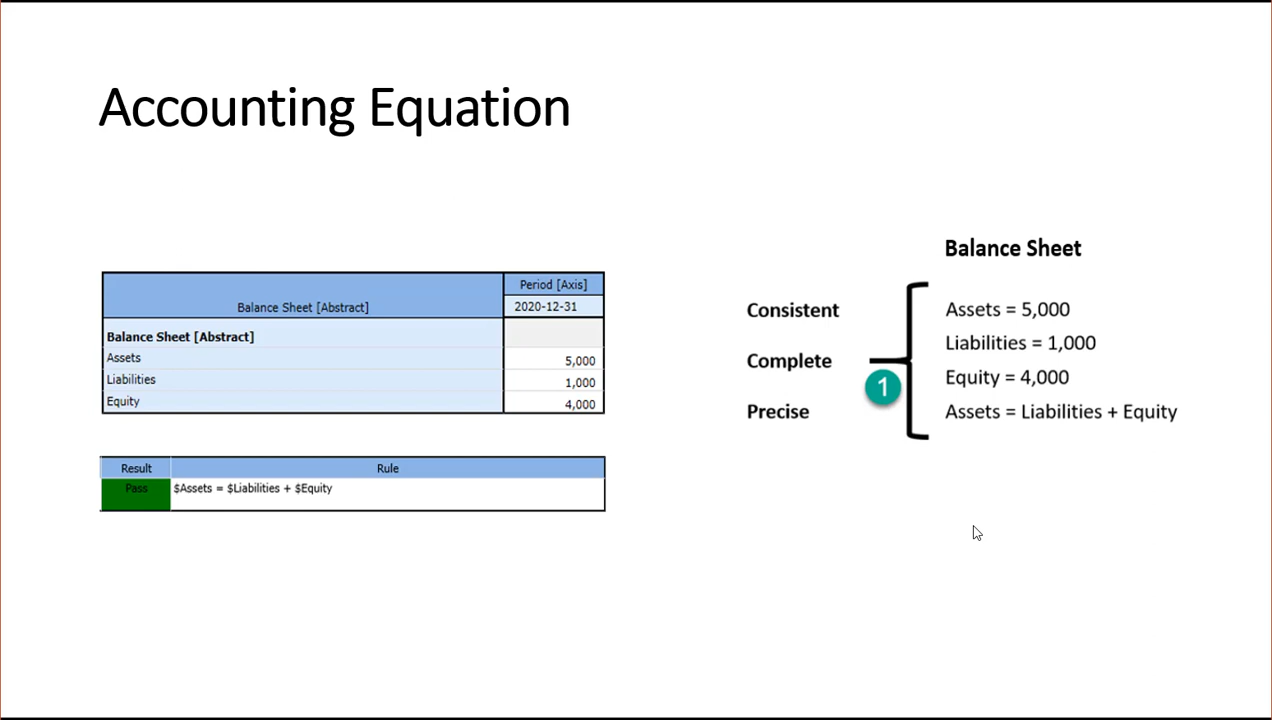 Accounting Equation
Balance Sheet [Abstract]
Period [Axis]
2020-12-31
Balance Sheet [Abstract]
Assets 5,000
Liabilities 1,000
Equity 4,000
Result Rule
Pass $Assets = $Liabilities + $Equity
Balance Sheet
Consistent
Complete
Precise
1
Assets = 5,000
Liabilities = 1,000
Equity = 4,000
Assets = Liabilities + Equity